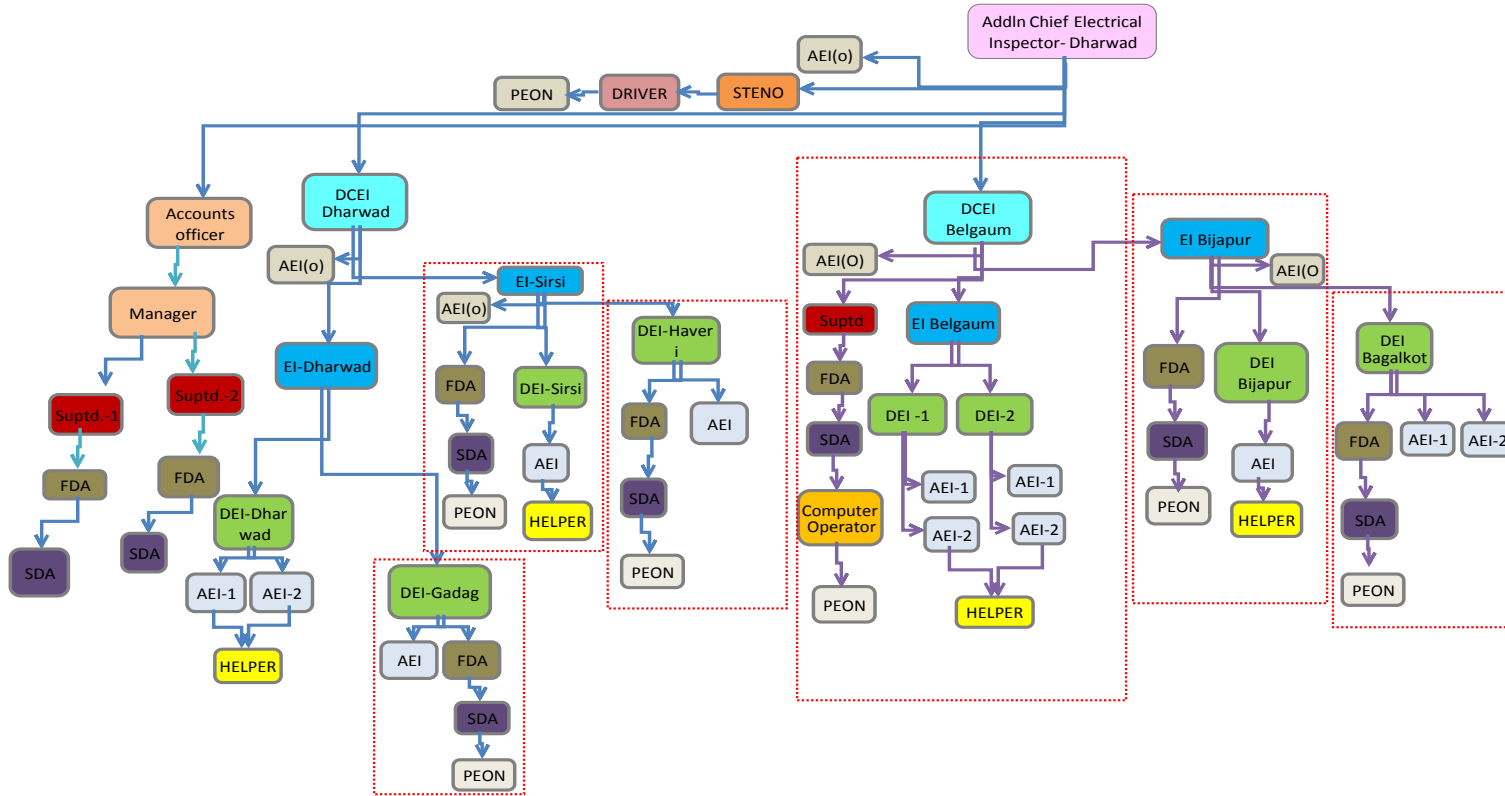 Addln Chief Electrical
Inspector- Dharwad
AEI(o)
PEON
DRIVER
STENO
DCEI
Dharwad
DCEI
Belgaum
Accounts
officer
EI Bijapur
AEI(o)
AEI(O)
AEI(O
EI-Sirsi
AEI(o)
Manager
Suptd
EI Belgaum
DEI-Haver
i
DEI
Bagalkot
EI-Dharwad
FDA
DEI-Sirsi
FDA
FDA
DEI
Bijapur
Suptd.-1
Suptd.-2
FDA
AEI
DEI -1
DEI-2
FDA
AEI-1
AEI-2
SDA
AEI
SDA
SDA
AEI
FDA
FDA
SDA
AEI-1
AEI-1
DEI-Dhar
wad
PEON
HELPER
Computer
Operator
AEI-2
AEI-2
PEON
HELPER
SDA
SDA
SDA
PEON
PEON
AEI-1
AEI-2
DEI-Gadag
PEON
HELPER
HELPER
AEI
FDA
SDA
PEON